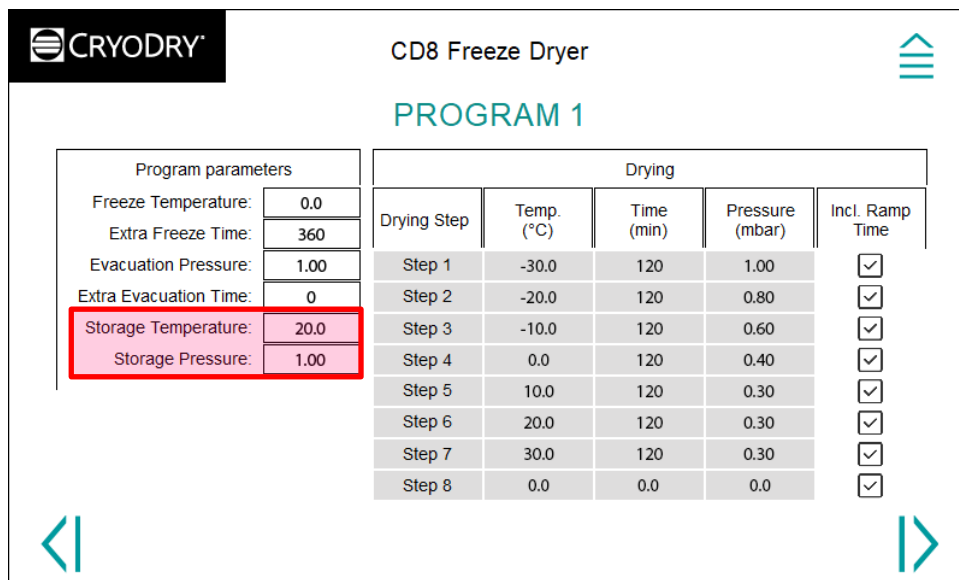 CRYODRY
CD8 Freeze Dryer
PROGRAM 1
Program parameters
Freeze Temperature: 0.0
Extra Freeze Time: 360
Evacuation Pressure: 1.00
Extra Evacuation Time: 0
Storage Temperature: 20.0
Storage Pressure: 1.00
Drying
Drying Step Temp. (°C) Time (min) Pressure (mbar) Incl. Ramp Time
Step 1 -30.0 120 1.00
Step 2 -20.0 120 0.80
Step 3 -10.0 120 0.60
Step 4 0.0 120 0.40
Step 5 10.0 120 0.30
Step 6 20.0 120 0.30
Step 7 30.0 120 0.30
Step 8 0.0 0.0 0.0